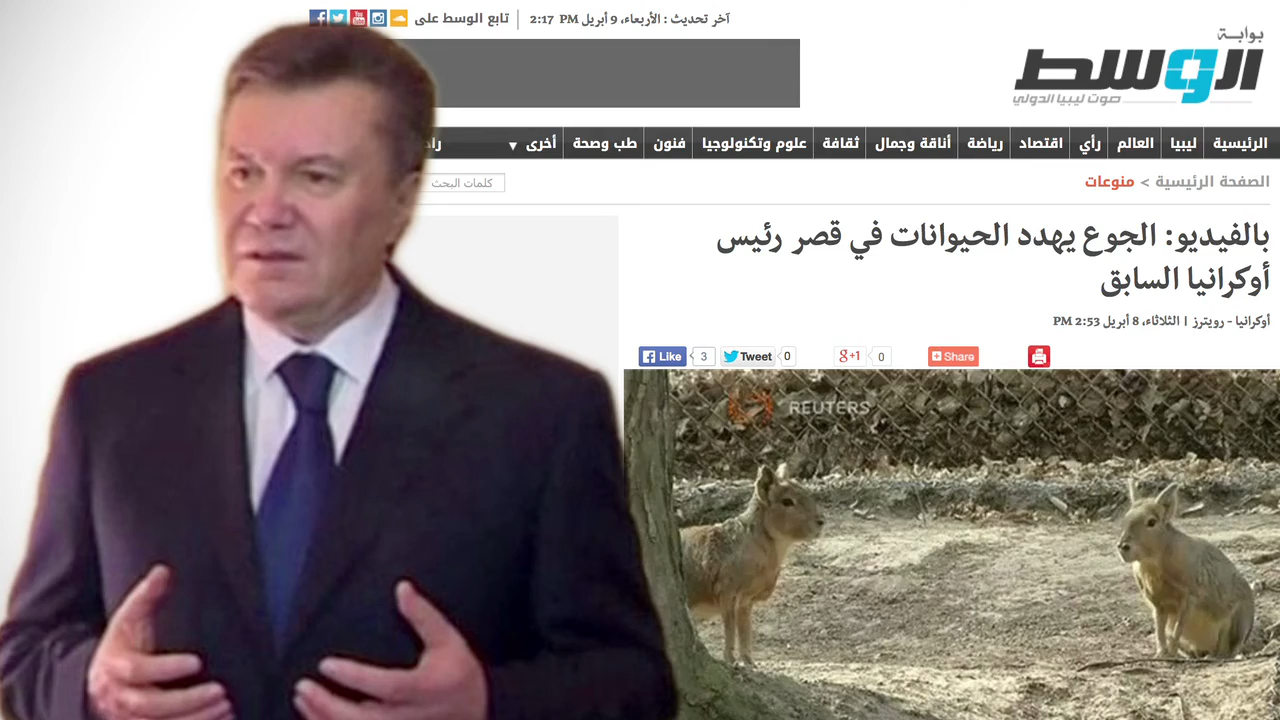 آخر تحديث : الأربعاء، 9 أبريل 2:17 PM
تابع الوسط على
بوابة
الوسط
صوت ليبيا الدولي
الرئيسية
ليبيا
العالم
رأي
اقتصاد
رياضة
أناقة وجمال
ثقافة
علوم وتكنولوجيا
فنون
طب وصحة
أخرى ▼
الصفحة الرئيسية > منوعات
كلمات البحث
بالفيديو: الجوع يهدد الحيوانات في قصر رئيس
أوكرانيا السابق
أوكرانيا - رويترز | الثلاثاء، 8 أبريل 2:53 PM
Like 3 Tweet 0 g+1 0 Share
REUTERS